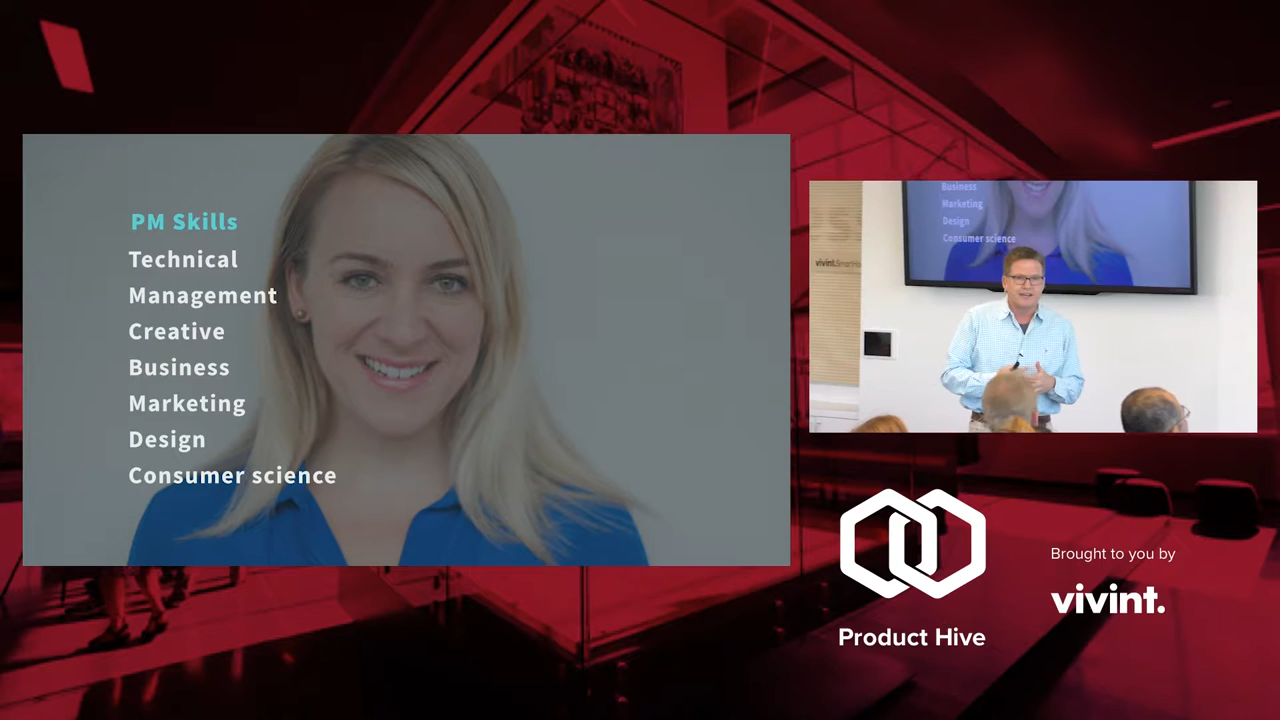 PM Skills
Technical
Management
Creative
Business
Marketing
Design
Consumer science
Business
Marketing
Design
Consumer science
Product Hive
Brought to you by
vivint.